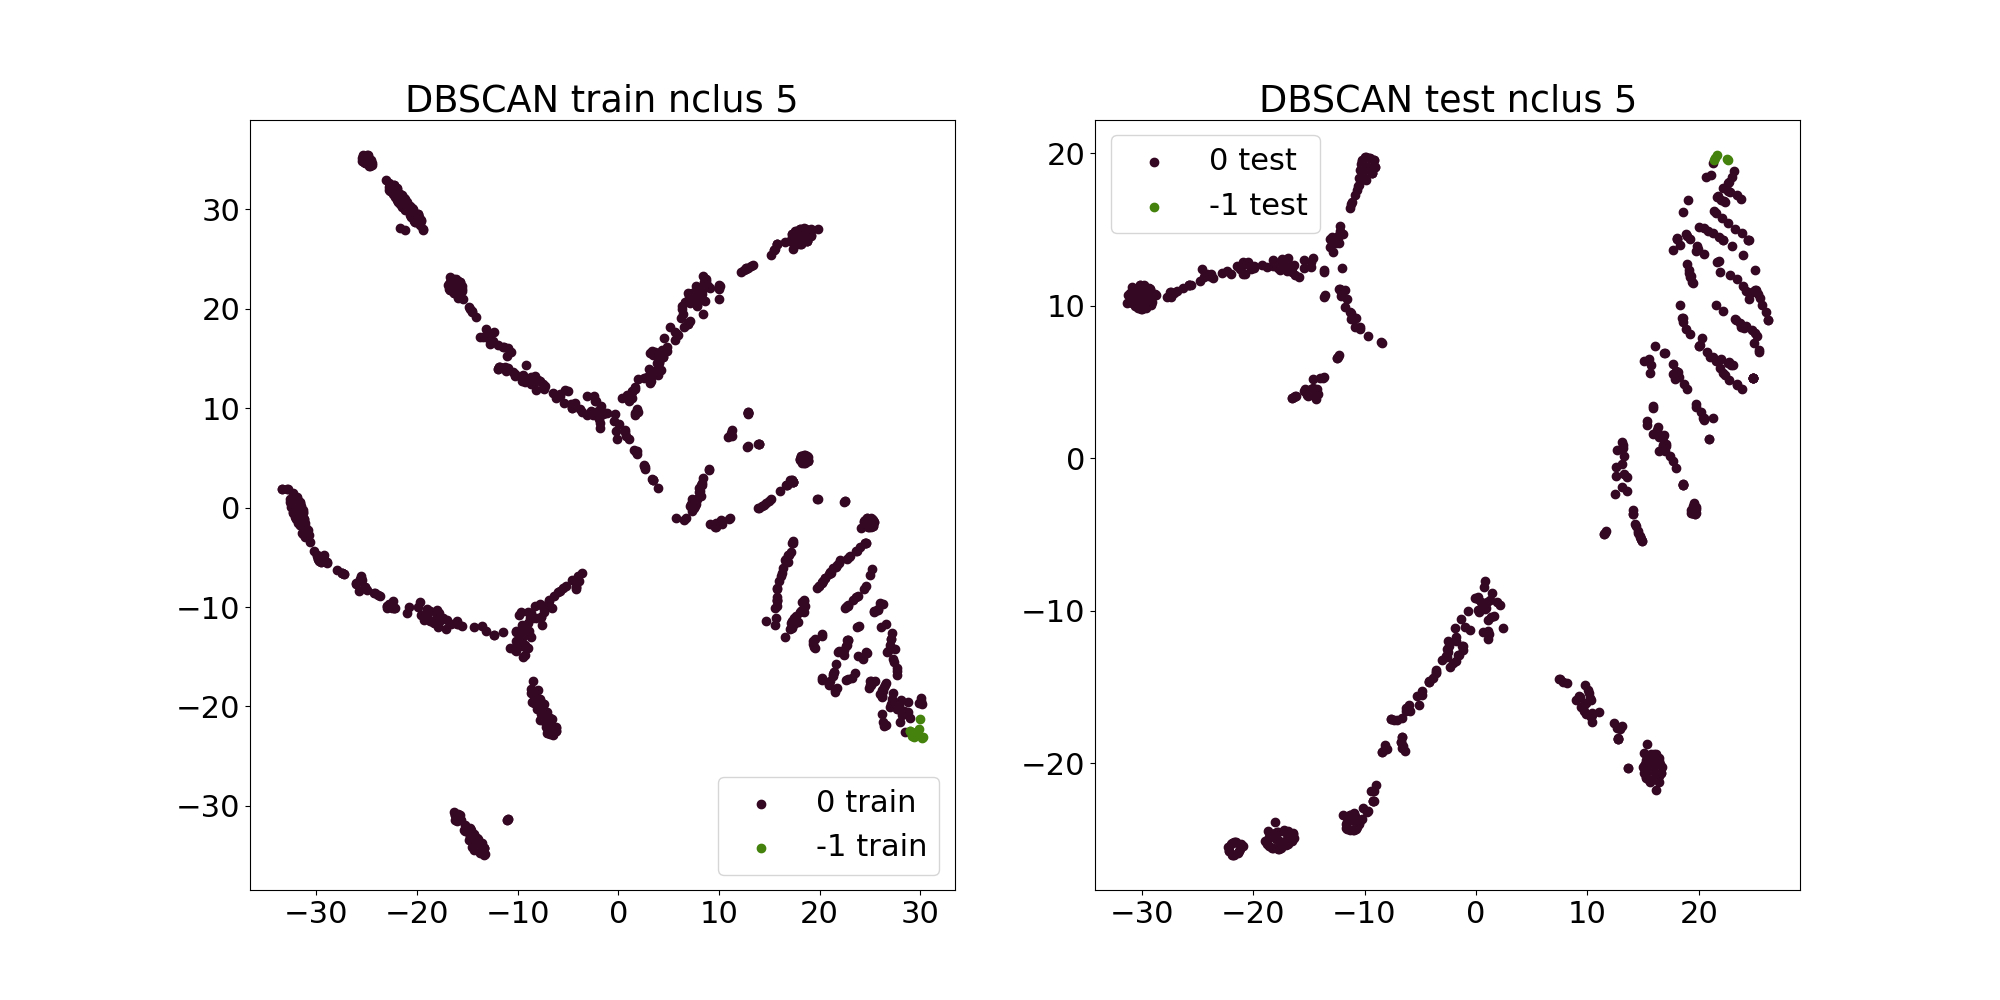 DBSCAN train nclus 5
30
20
10
0
−10
−20
−30
−30 −20 −10 0 10 20 30
0 train
-1 train
DBSCAN test nclus 5
0 test
-1 test
20
10
0
−10
−20
−30 −20 −10 0 10 20